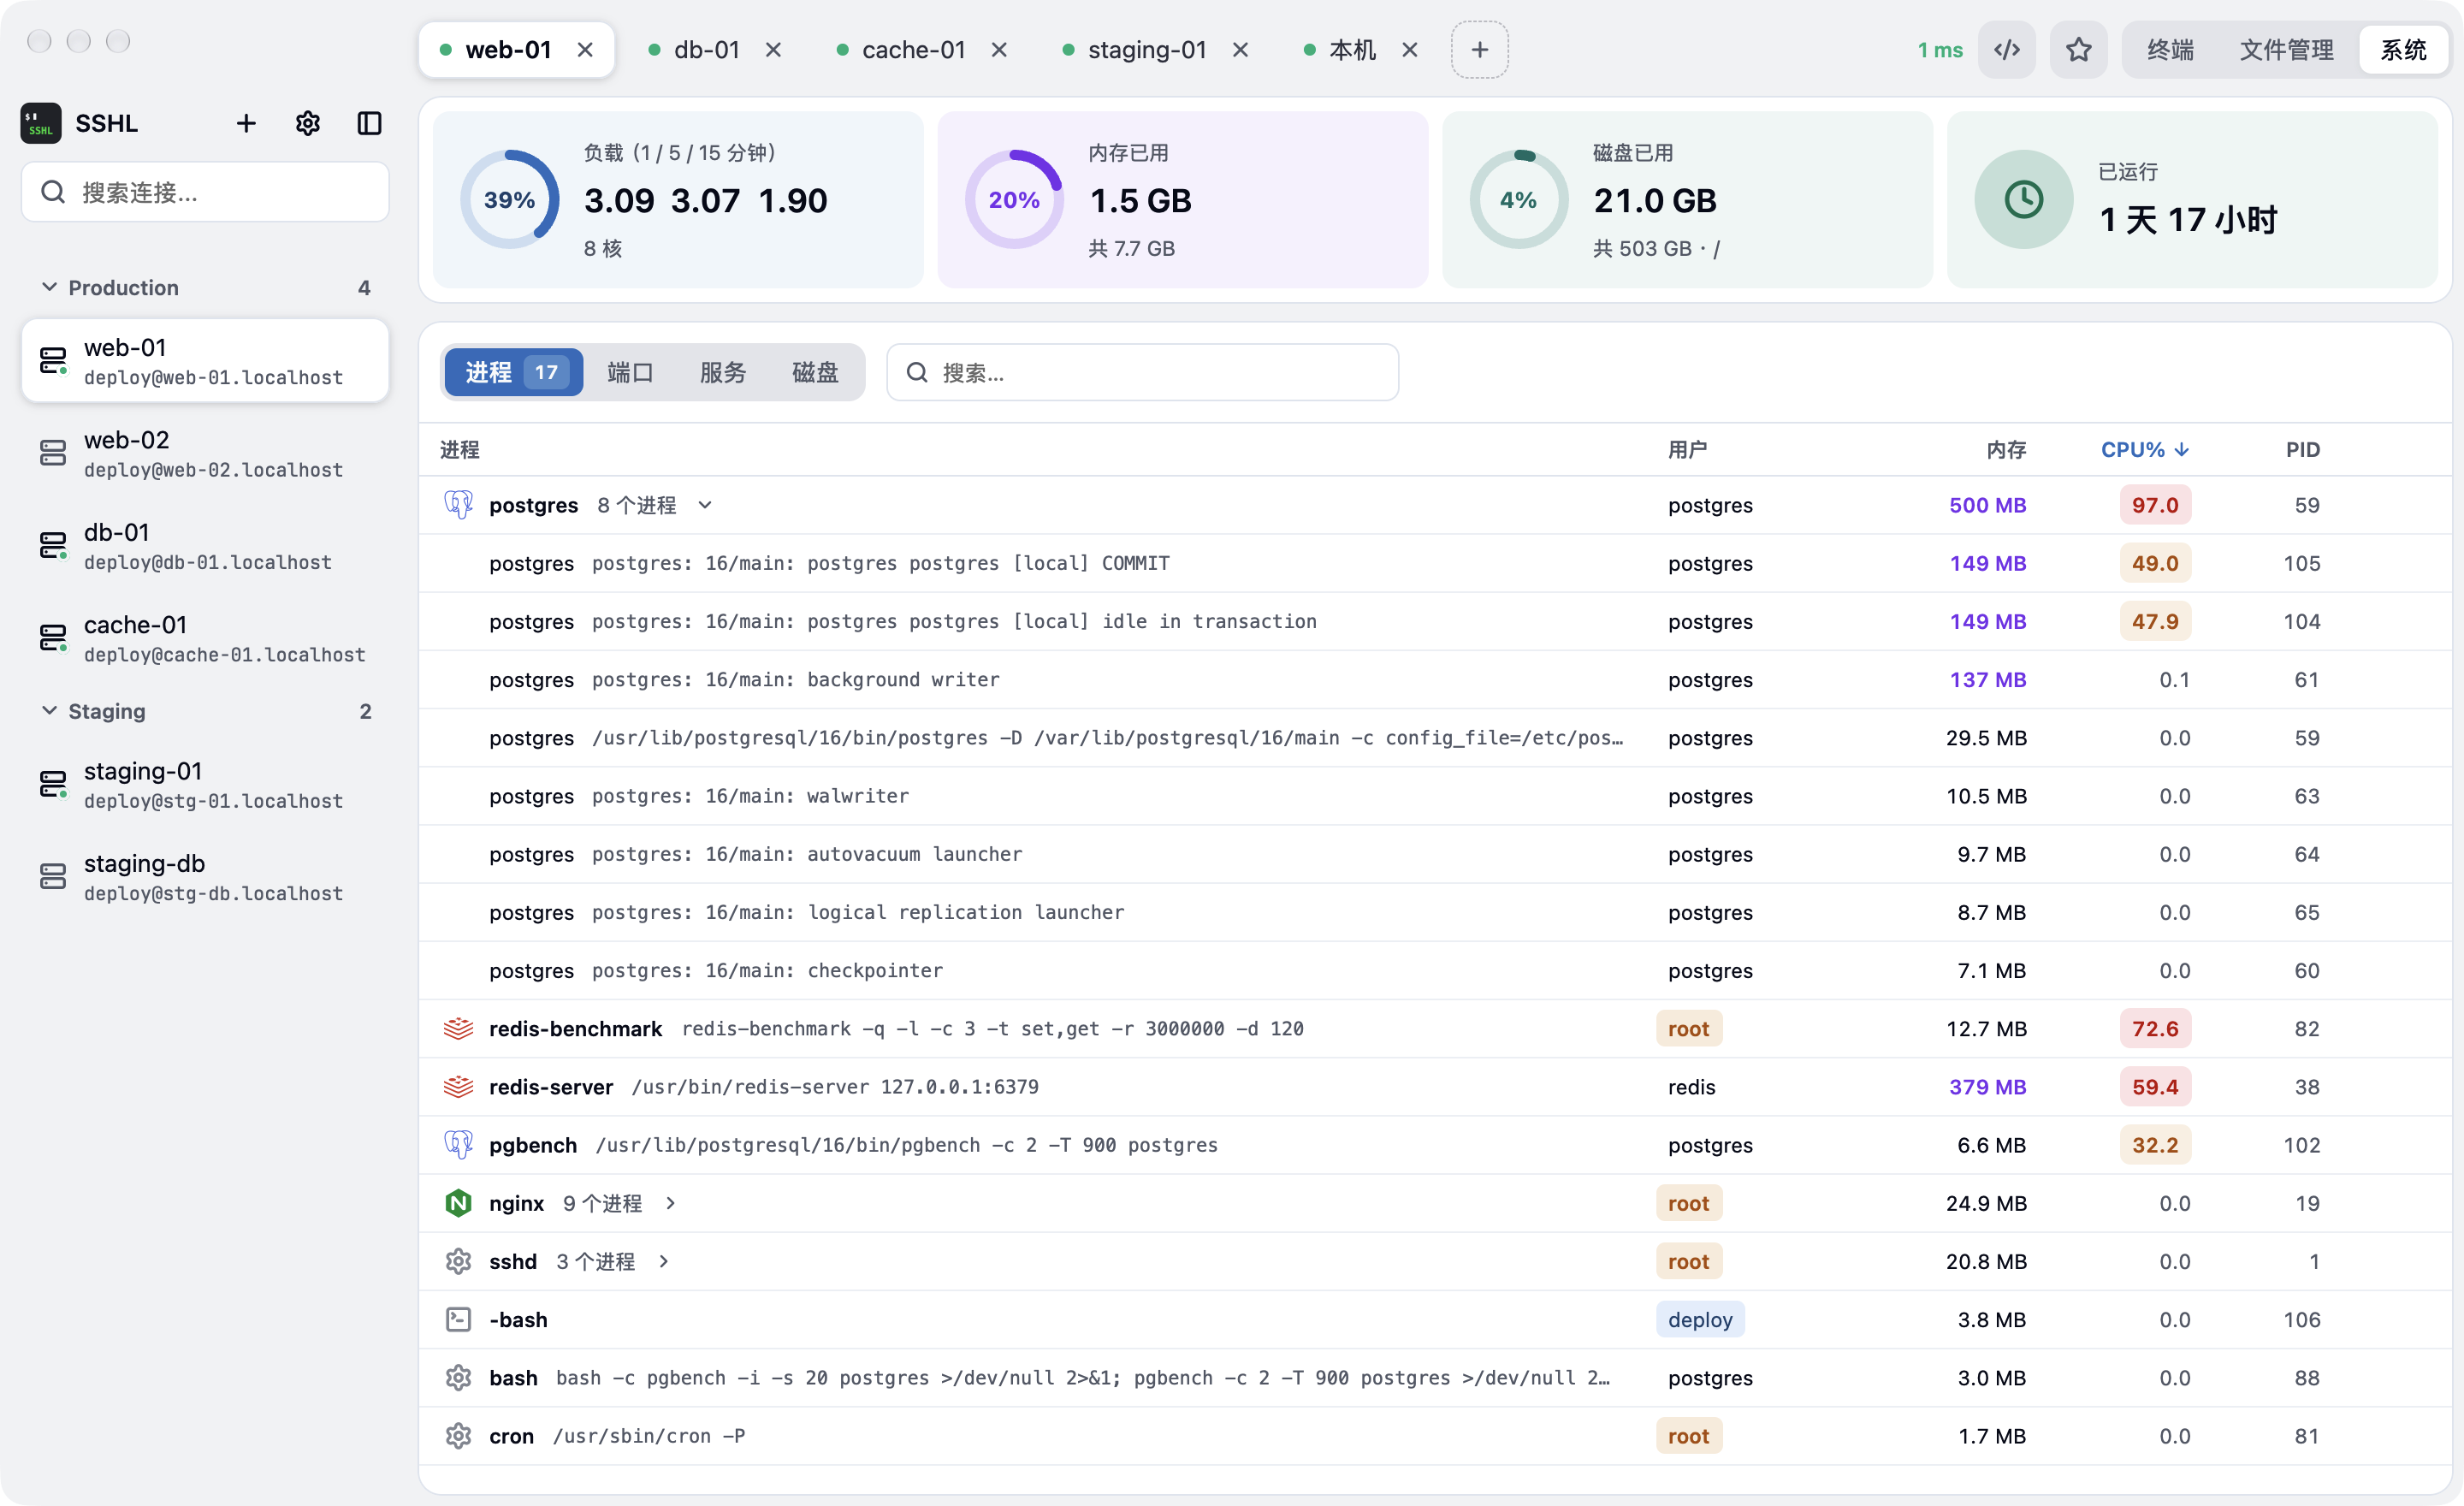 web-01
db-01
cache-01
staging-01
本机
1 ms
终端
文件管理
系统
$
SSHL
SSHL
搜索连接...
Production 4
web-01
deploy@web-01.localhost
web-02
deploy@web-02.localhost
db-01
deploy@db-01.localhost
cache-01
deploy@cache-01.localhost
Staging 2
staging-01
deploy@stg-01.localhost
staging-db
deploy@stg-db.localhost
39%
负载 (1 / 5 / 15 分钟)
3.09 3.07 1.90
8 核
20%
内存已用
1.5 GB
共 7.7 GB
4%
磁盘已用
21.0 GB
共 503 GB · /
已运行
1 天 17 小时
进程 17 端口 服务 磁盘 搜索...
进程 用户 内存 CPU% ↓ PID
postgres 8 个进程 postgres 500 MB 97.0 59
postgres postgres: 16/main: postgres postgres [local] COMMIT postgres 149 MB 49.0 105
postgres postgres: 16/main: postgres postgres [local] idle in transaction postgres 149 MB 47.9 104
postgres postgres: 16/main: background writer postgres 137 MB 0.1 61
postgres /usr/lib/postgresql/16/bin/postgres -D /var/lib/postgresql/16/main -c config_file=/etc/pos… postgres 29.5 MB 0.0 59
postgres postgres: 16/main: walwriter postgres 10.5 MB 0.0 63
postgres postgres: 16/main: autovacuum launcher postgres 9.7 MB 0.0 64
postgres postgres: 16/main: logical replication launcher postgres 8.7 MB 0.0 65
postgres postgres: 16/main: checkpointer postgres 7.1 MB 0.0 60
redis-benchmark redis-benchmark -q -l -c 3 -t set,get -r 3000000 -d 120 root 12.7 MB 72.6 82
redis-server /usr/bin/redis-server 127.0.0.1:6379 redis 379 MB 59.4 38
pgbench /usr/lib/postgresql/16/bin/pgbench -c 2 -T 900 postgres postgres 6.6 MB 32.2 102
nginx 9 个进程 root 24.9 MB 0.0 19
sshd 3 个进程 root 20.8 MB 0.0 1
-bash deploy 3.8 MB 0.0 106
bash bash -c pgbench -i -s 20 postgres >/dev/null 2>&1; pgbench -c 2 -T 900 postgres >/dev/null 2… postgres 3.0 MB 0.0 88
cron /usr/sbin/cron -P root 1.7 MB 0.0 81